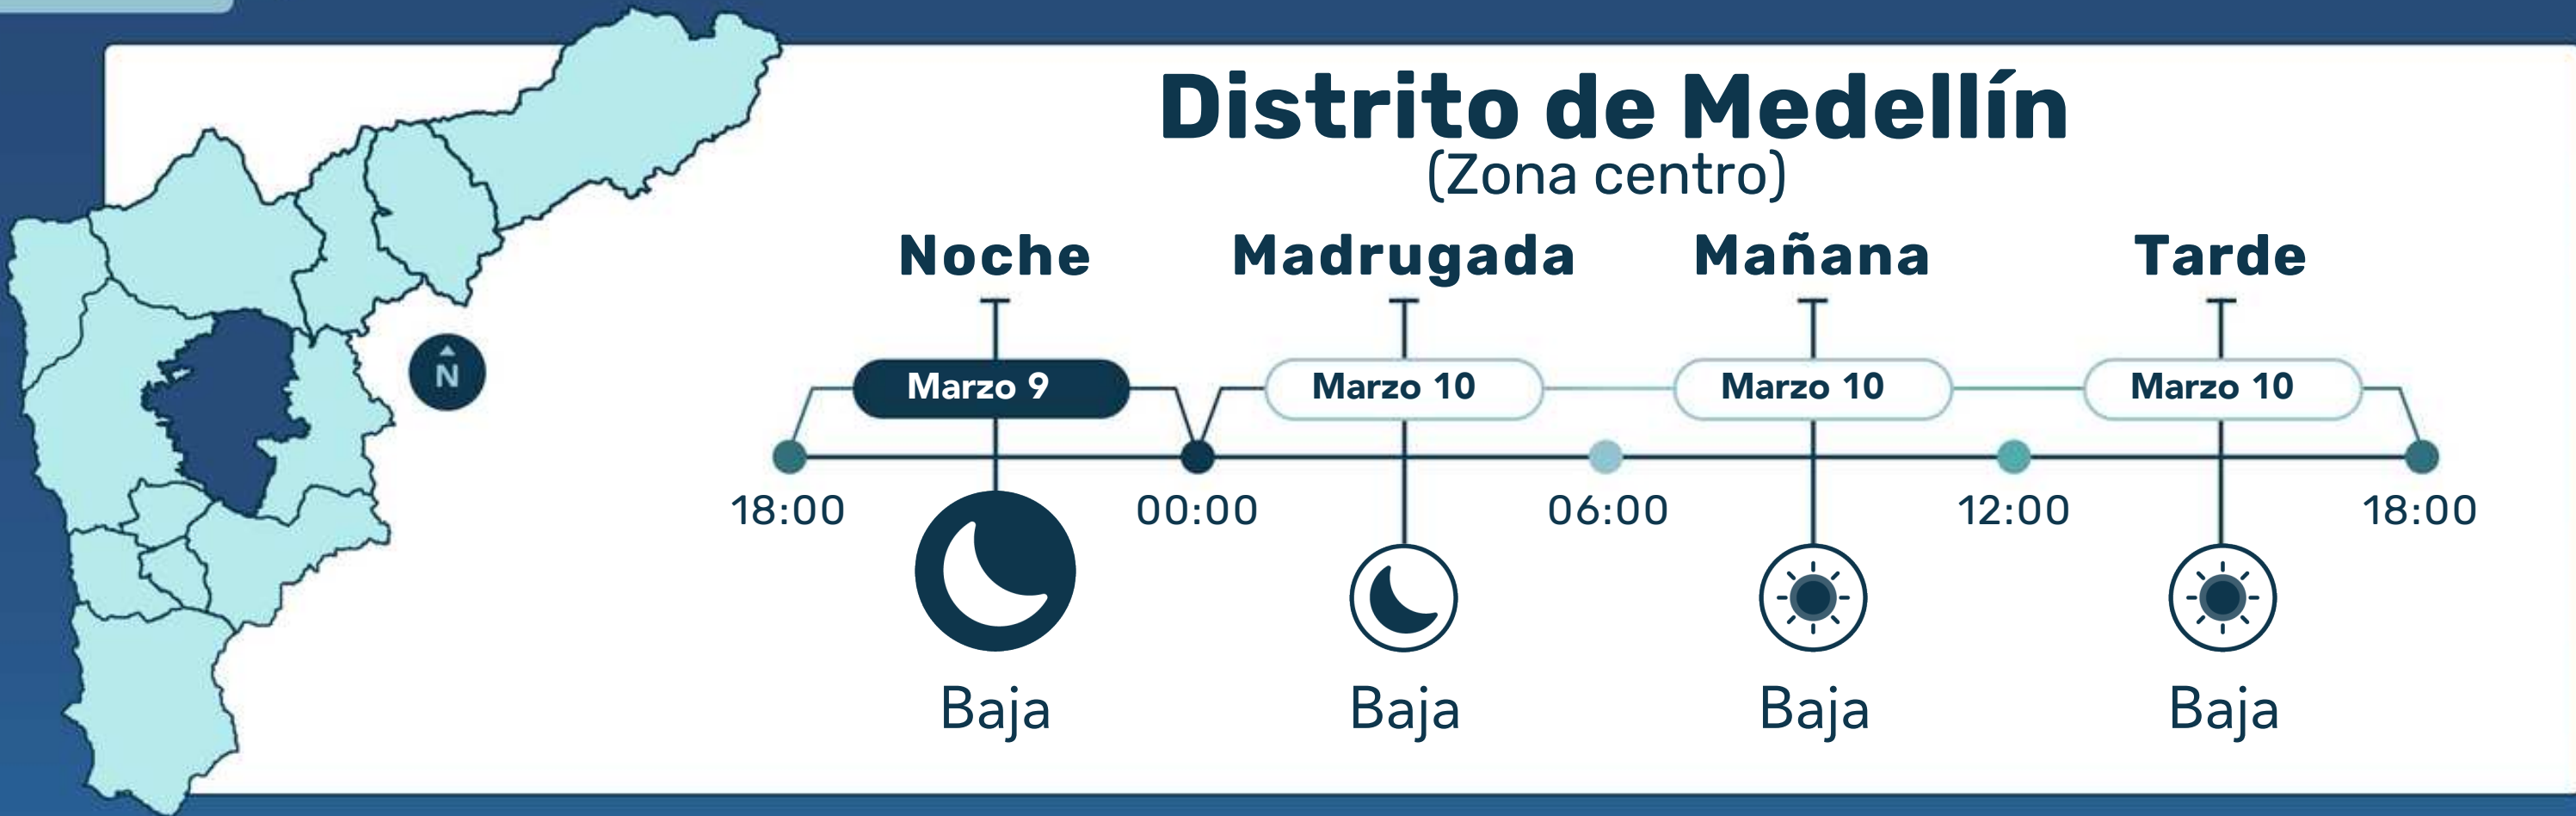 Distrito de Medellín
(Zona centro)
Noche Madrugada Mañana Tarde
Marzo 9 Marzo 10 Marzo 10 Marzo 10
N
18:00 00:00 06:00 12:00 18:00
Baja Baja Baja Baja